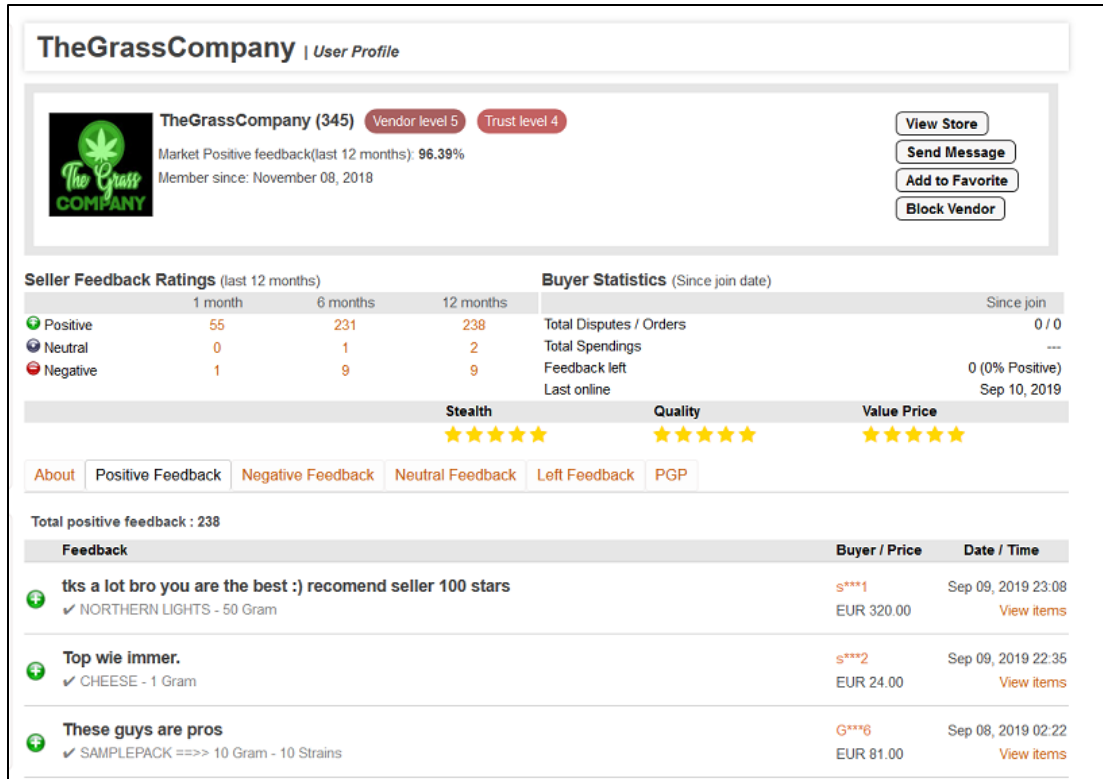 TheGrassCompany | User Profile
The Grass
COMPANY
TheGrassCompany (345) Vendor level 5 Trust level 4
Market Positive feedback(last 12 months): 96.39%
Member since: November 08, 2018
View Store
Send Message
Add to Favorite
Block Vendor
Seller Feedback Ratings (last 12 months)
1 month 6 months 12 months
Positive 55 231 238
Neutral 0 1 2
Negative 1 9 9
Buyer Statistics (Since join date)
Since join
Total Disputes / Orders 0 / 0
Total Spendings ---
Feedback left 0 (0% Positive)
Last online Sep 10, 2019
Stealth Quality Value Price
About Positive Feedback Negative Feedback Neutral Feedback Left Feedback PGP
Total positive feedback : 238
Feedback Buyer / Price Date / Time
tks a lot bro you are the best :) recomend seller 100 stars s***1 Sep 09, 2019 23:08
✔ NORTHERN LIGHTS - 50 Gram EUR 320.00 View items
Top wie immer. s***2 Sep 09, 2019 22:35
✔ CHEESE - 1 Gram EUR 24.00 View items
These guys are pros G***6 Sep 08, 2019 02:22
✔ SAMPLEPACK ==>> 10 Gram - 10 Strains EUR 81.00 View items